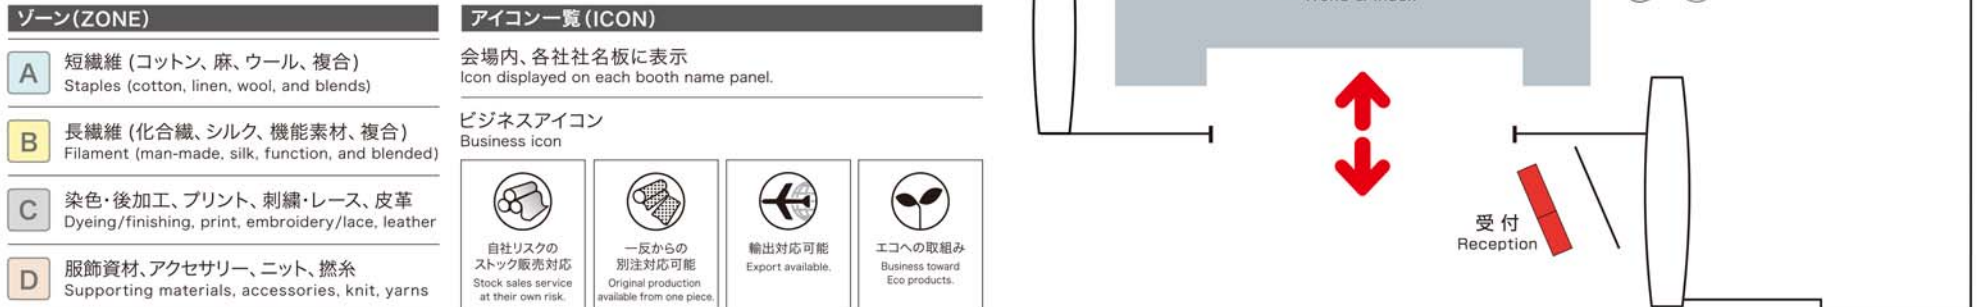 ゾーン(ZONE)
A
短繊維 (コットン、麻、ウール、複合)
Staples (cotton, linen, wool, and blends)
B
長繊維 (化合繊、シルク、機能素材、複合)
Filament (man-made, silk, function, and blended)
C
染色・後加工、プリント、刺繍・レース、皮革
Dyeing/finishing, print, embroidery/lace, leather
D
服飾資材、アクセサリー、ニット、撚糸
Supporting materials, accessories, knit, yarns
アイコン一覧(ICON)
会場内、各社社名板に表示
Icon displayed on each booth name panel.
ビジネスアイコン
Business icon
自社リスクの
ストック販売対応
Stock sales service
at their own risk.
一反からの
別注対応可能
Original production
available from one piece.
輸出対応可能
Export available.
エコへの取組み
Business toward
Eco products.
受付
Reception